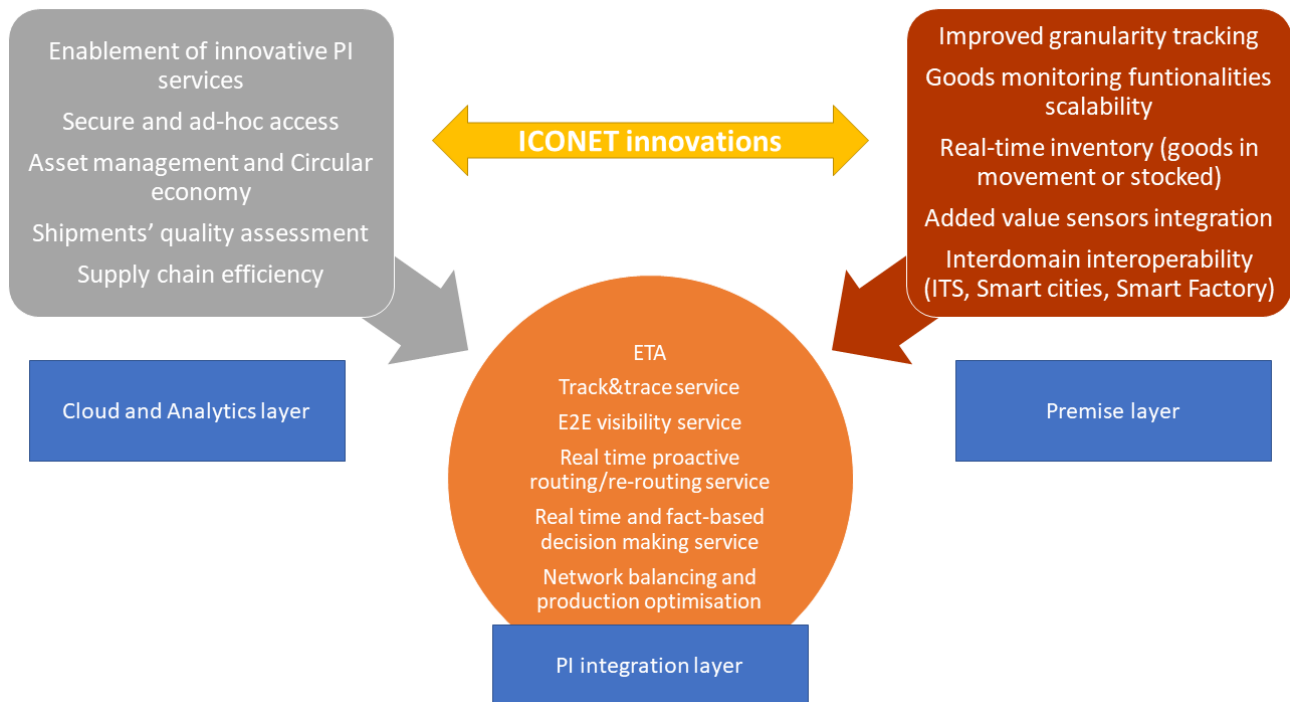 Enablement of innovative PI
services
Secure and ad-hoc access
Asset management and Circular
economy
Shipments’ quality assessment
Supply chain efficiency
ICONET innovations
Improved granularity tracking
Goods monitoring funtionalities
scalability
Real-time inventory (goods in
movement or stocked)
Added value sensors integration
Interdomain interoperability
(ITS, Smart cities, Smart Factory)
Cloud and Analytics layer
ETA
Track&trace service
E2E visibility service
Real time proactive
routing/re-routing service
Real time and fact-based
decision making service
Network balancing and
production optimisation
Premise layer
PI integration layer